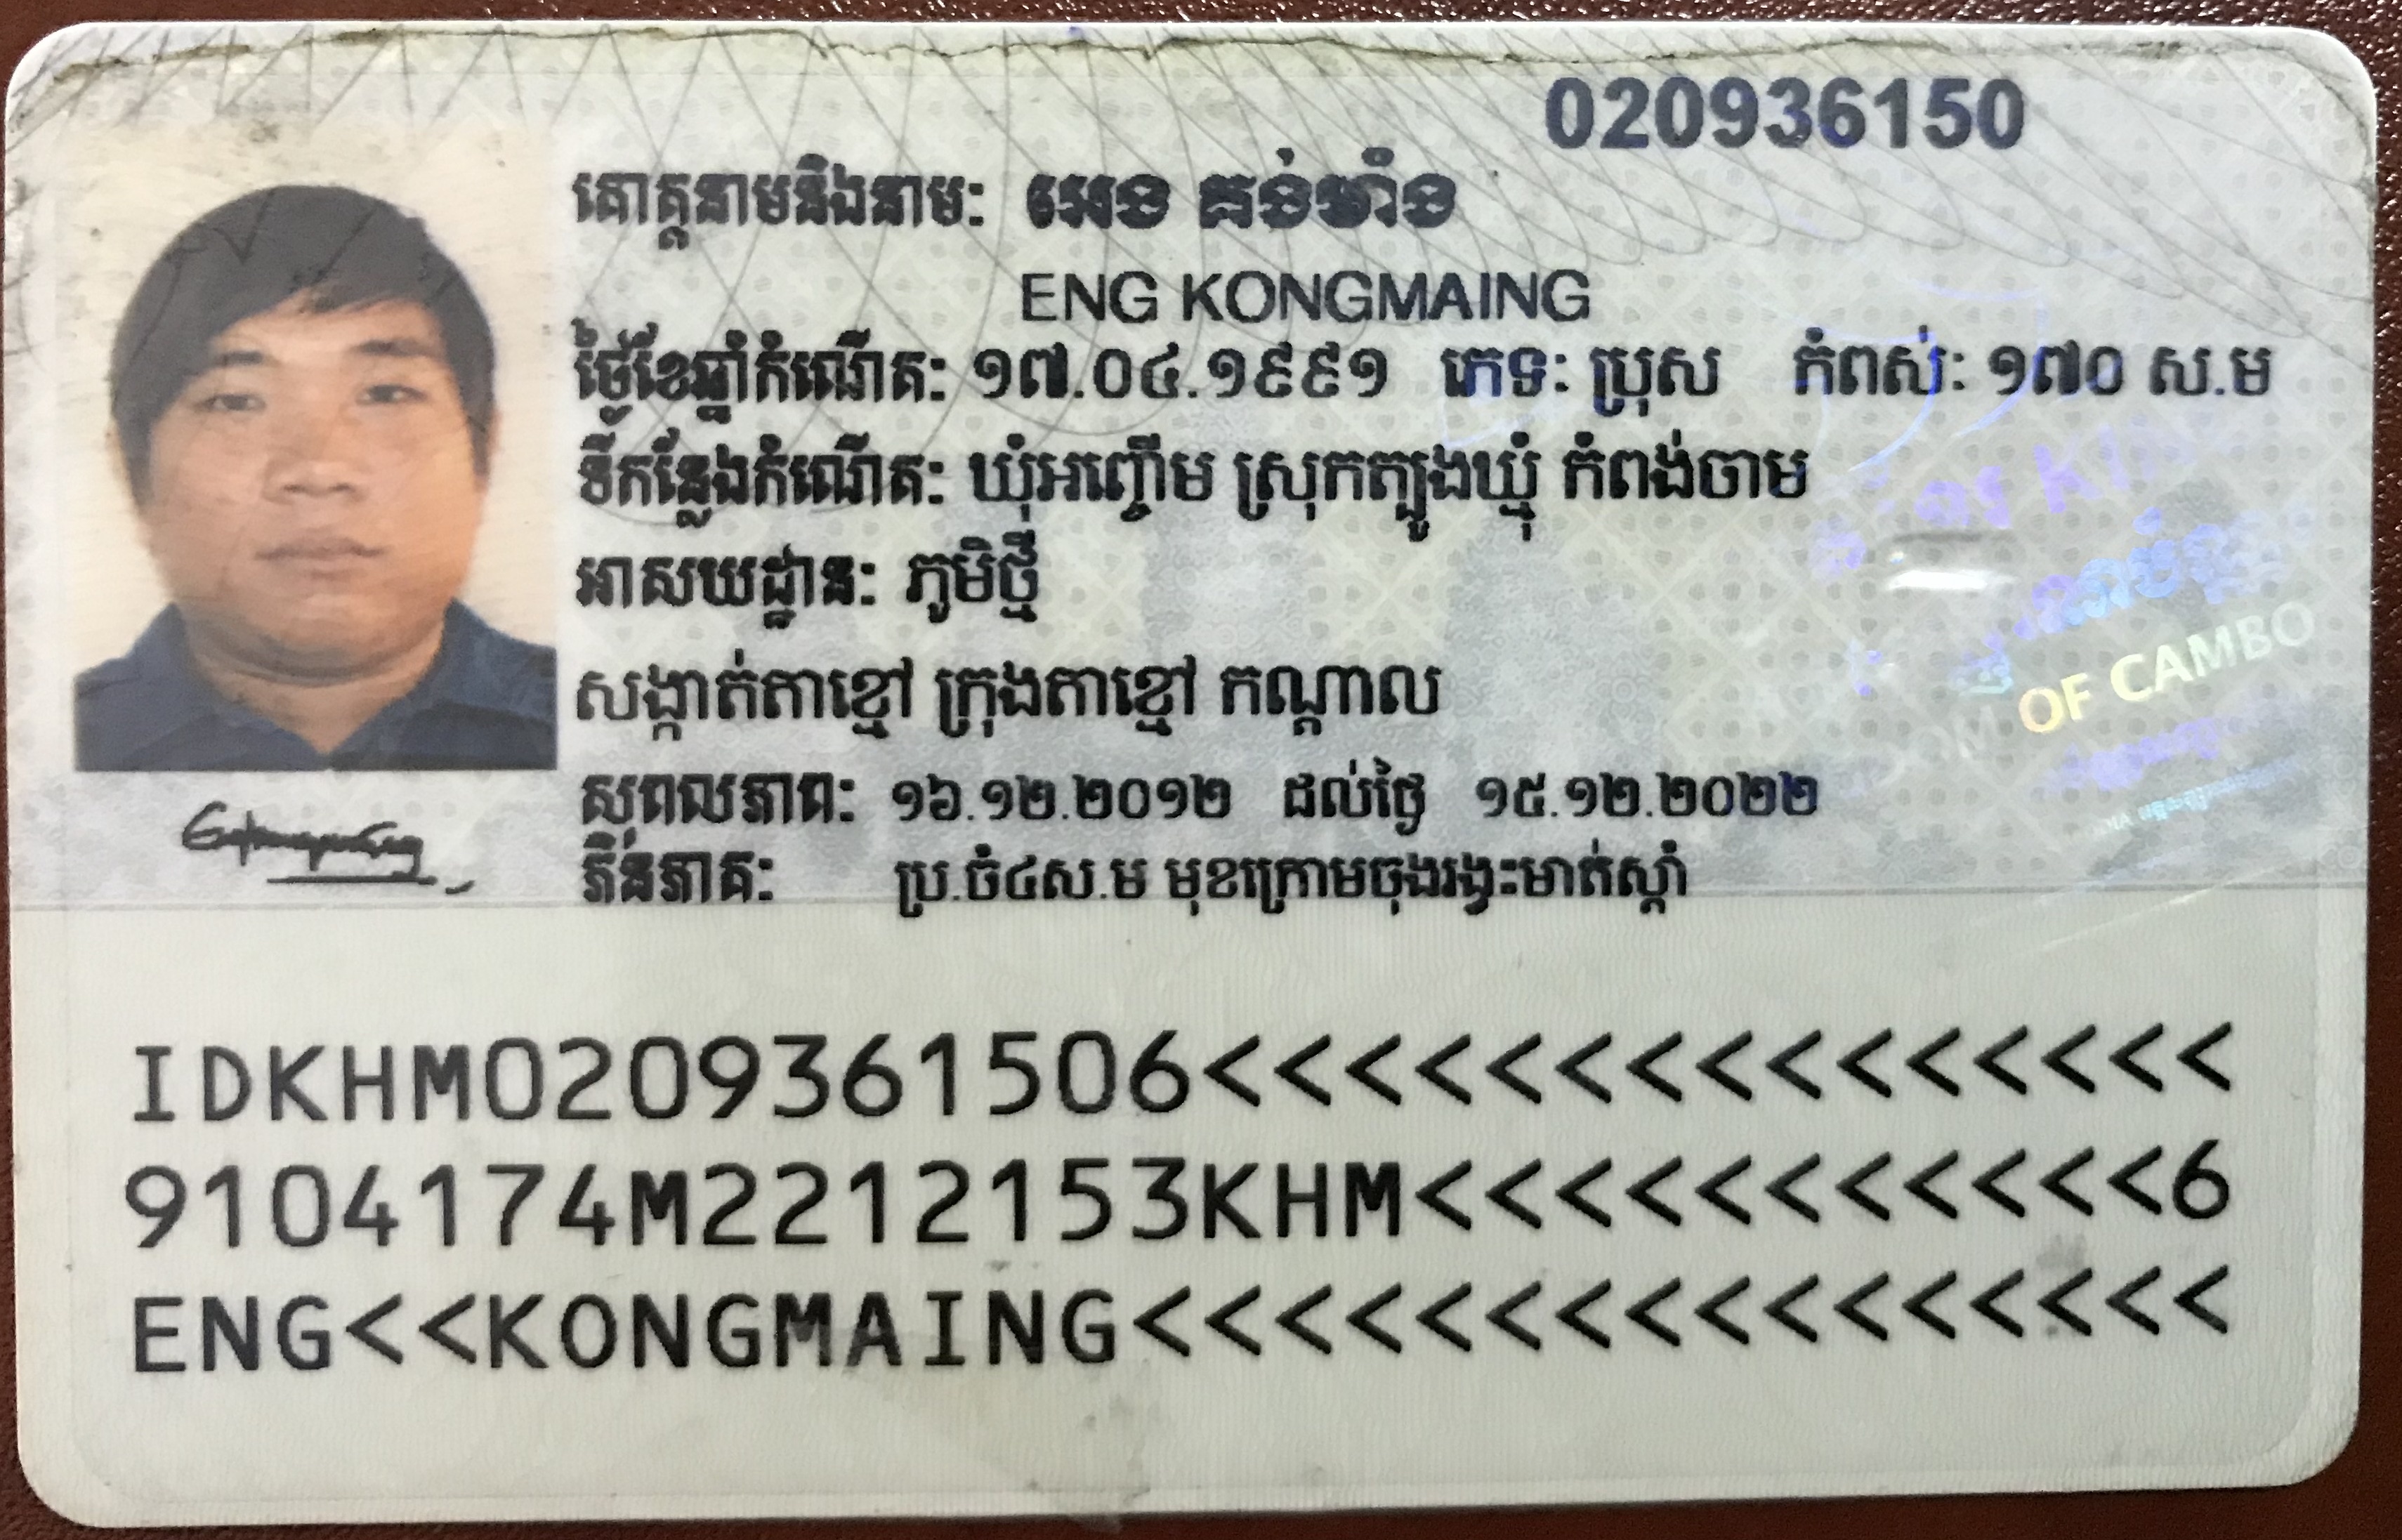 020936150
គោត្តនាមនិងនាម: អេង គង់ម៉ាំង
ENG KONGMAING
ថ្ងៃខែឆ្នាំកំណើត: ១៧.០៤.១៩៩១ ភេទ: ប្រុស កំពស់: ១៧០ ស.ម
ទីកន្លែងកំណើត: ឃុំអញ្ចើម ស្រុកត្បូងឃ្មុំ កំពង់ចាម
អាសយដ្ឋាន: ភូមិថ្មី
សង្កាត់តាខ្មៅ ក្រុងតាខ្មៅ កណ្តាល
សុពលភាព: ១៦.១២.២០១២ ដល់ថ្ងៃ ១៥.១២.២០២២
ភិនភាគ: ប្រ.ចំ៤ស.ម មុខក្រោមចុងរង្វះមាត់ស្តាំ
OF CAMBO
IDKHM0209361506<<<<<<<<<<<<<<<
9104174M2212153KHM<<<<<<<<<<<6
ENG<<KONGMAING<<<<<<<<<<<<<<<<